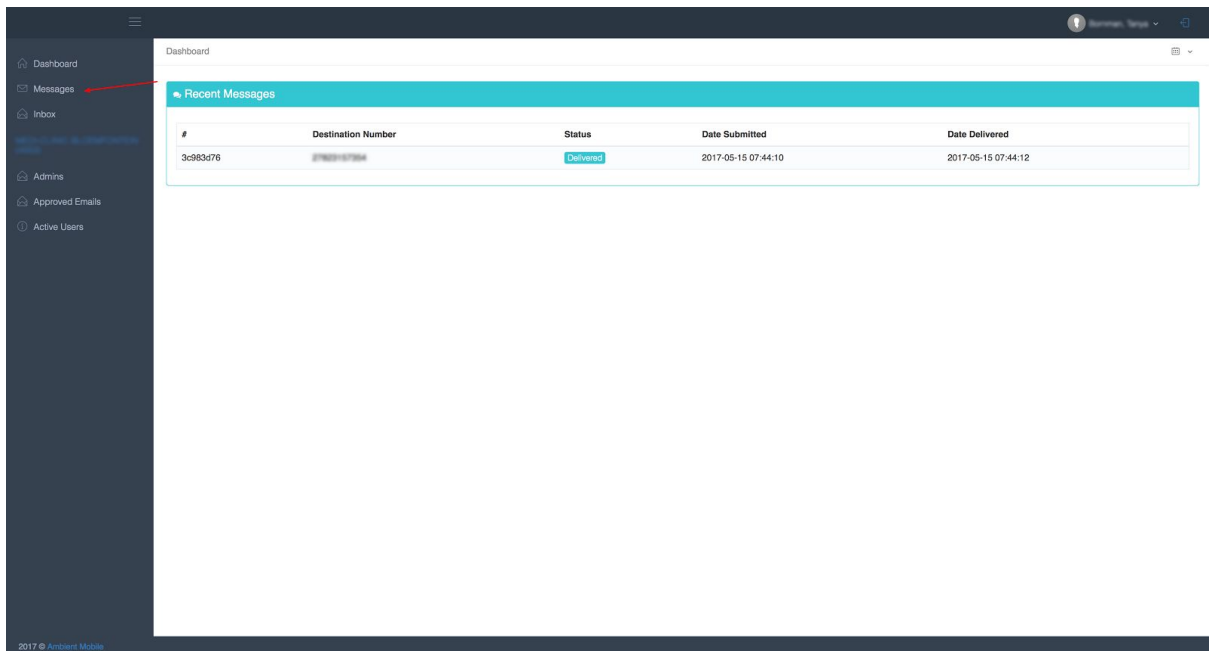 Dashboard
Dashboard
Messages
Recent Messages
Inbox
# Destination Number Status Date Submitted Date Delivered
3c983d76 Delivered 2017-05-15 07:44:10 2017-05-15 07:44:12
Admins
Approved Emails
Active Users
2017 © Ambient Mobile